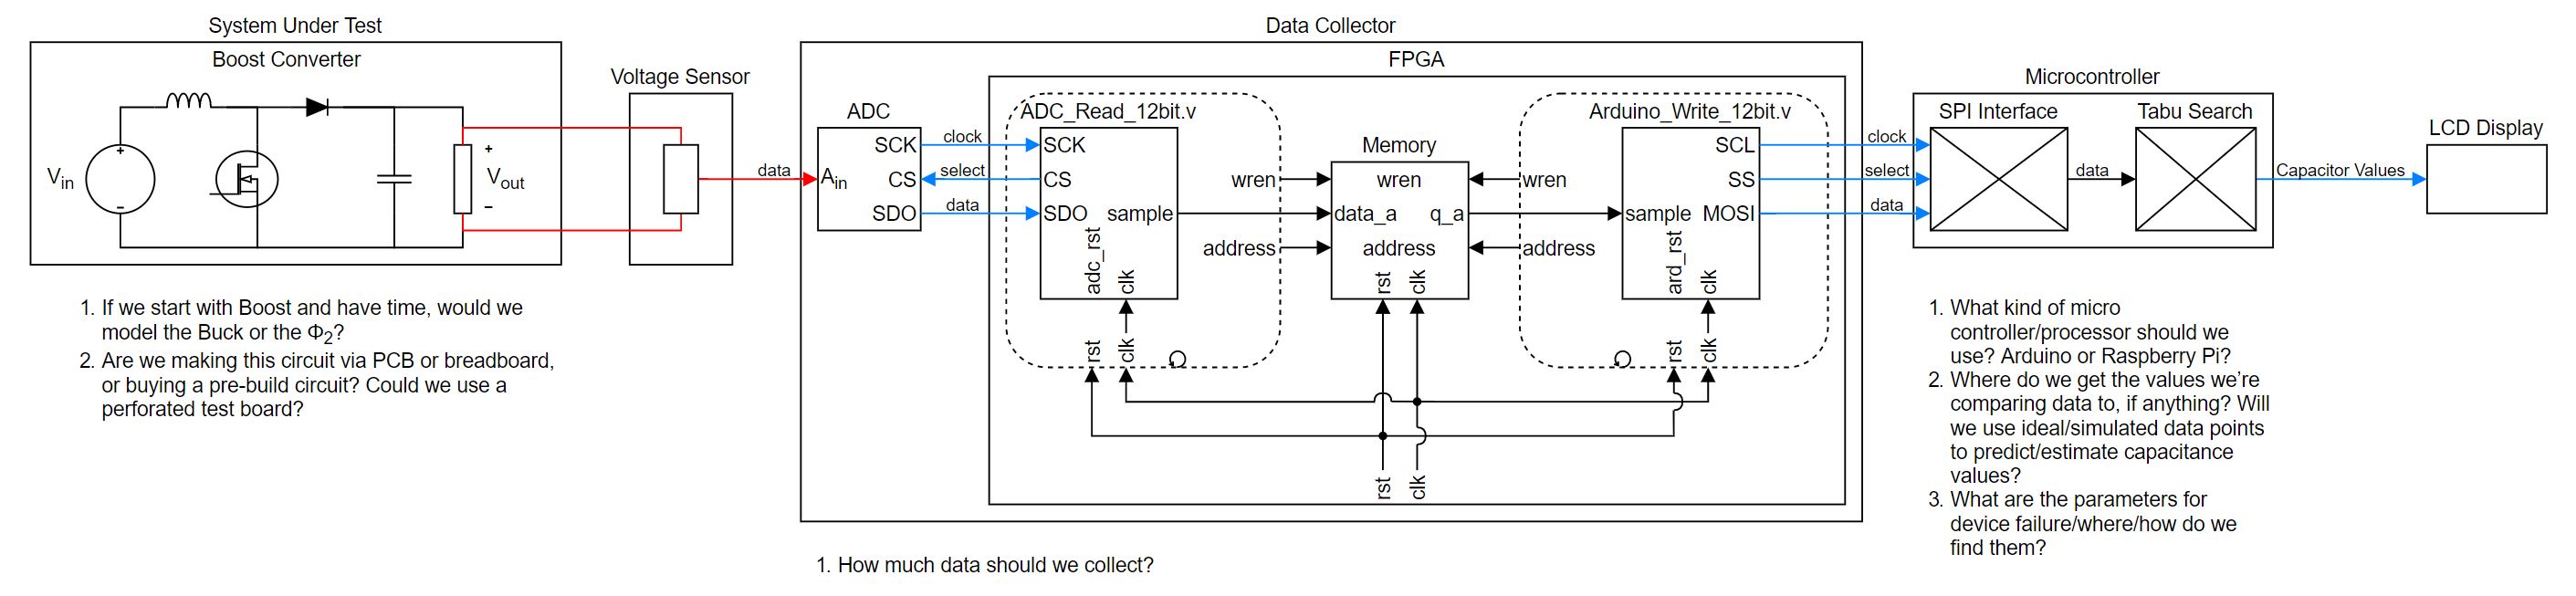 System Under Test
Boost Converter
Vin
+
-
+
Vout
-
Voltage Sensor
data
Data Collector
ADC
SCK
Ain
CS
SDO
clock
select
data
FPGA
ADC_Read_12bit.v
SCK
CS
SDO
sample
adc_rst
clk
rst
clk
wren
address
Memory
wren
data_a
q_a
address
rst
clk
wren
address
Arduino_Write_12bit.v
SCL
SS
sample
MOSI
ard_rst
clk
rst
clk
rst
clk
clock
select
data
Microcontroller
SPI Interface
data
Tabu Search
Capacitor Values
LCD Display
1. If we start with Boost and have time, would we
model the Buck or the Φ2?
2. Are we making this circuit via PCB or breadboard,
or buying a pre-build circuit? Could we use a
perforated test board?
1. How much data should we collect?
1. What kind of micro
controller/processor should we
use? Arduino or Raspberry Pi?
2. Where do we get the values we’re
comparing data to, if anything? Will
we use ideal/simulated data points
to predict/estimate capacitance
values?
3. What are the parameters for
device failure/where/how do we
find them?